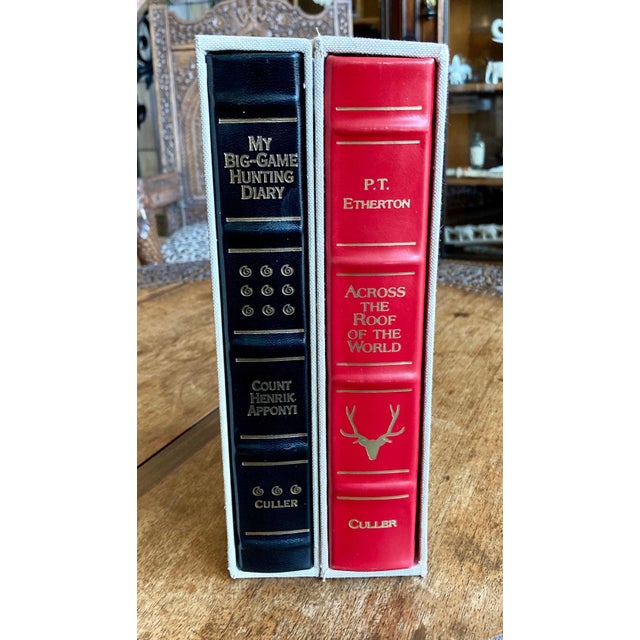 My
Big-Game
Hunting
Diary
Count
Henrik
Apponyi
Culler
P.T.
Etherton
Across
the
Roof
of the
World
Culler